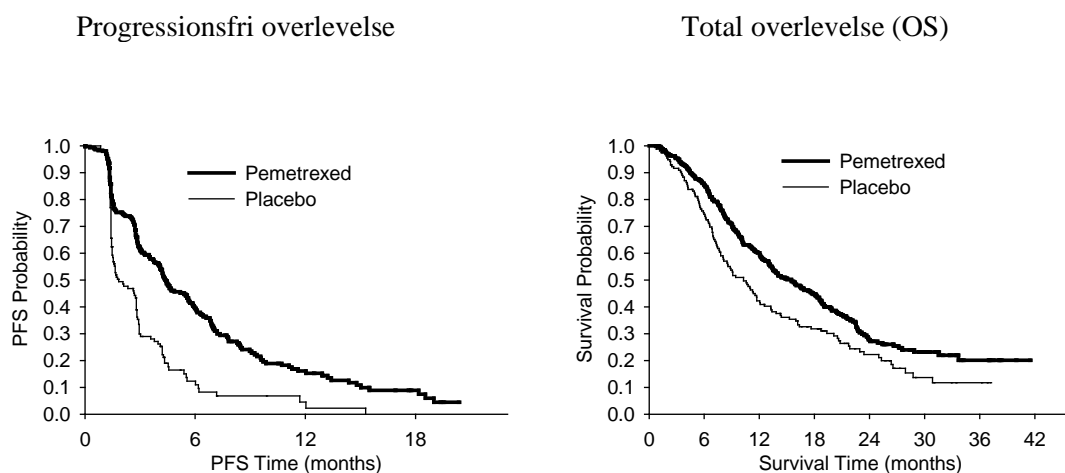 Progressionsfri overlevelse
Total overlevelse (OS)
PFS Probability
1.0
0.9
0.8
0.7
0.6
0.5
0.4
0.3
0.2
0.1
0.0
Pemetrexed
Placebo
0 6 12 18
PFS Time (months)
Survival Probability
1.0
0.9
0.8
0.7
0.6
0.5
0.4
0.3
0.2
0.1
0.0
Pemetrexed
Placebo
0 6 12 18 24 30 36 42
Survival Time (months)